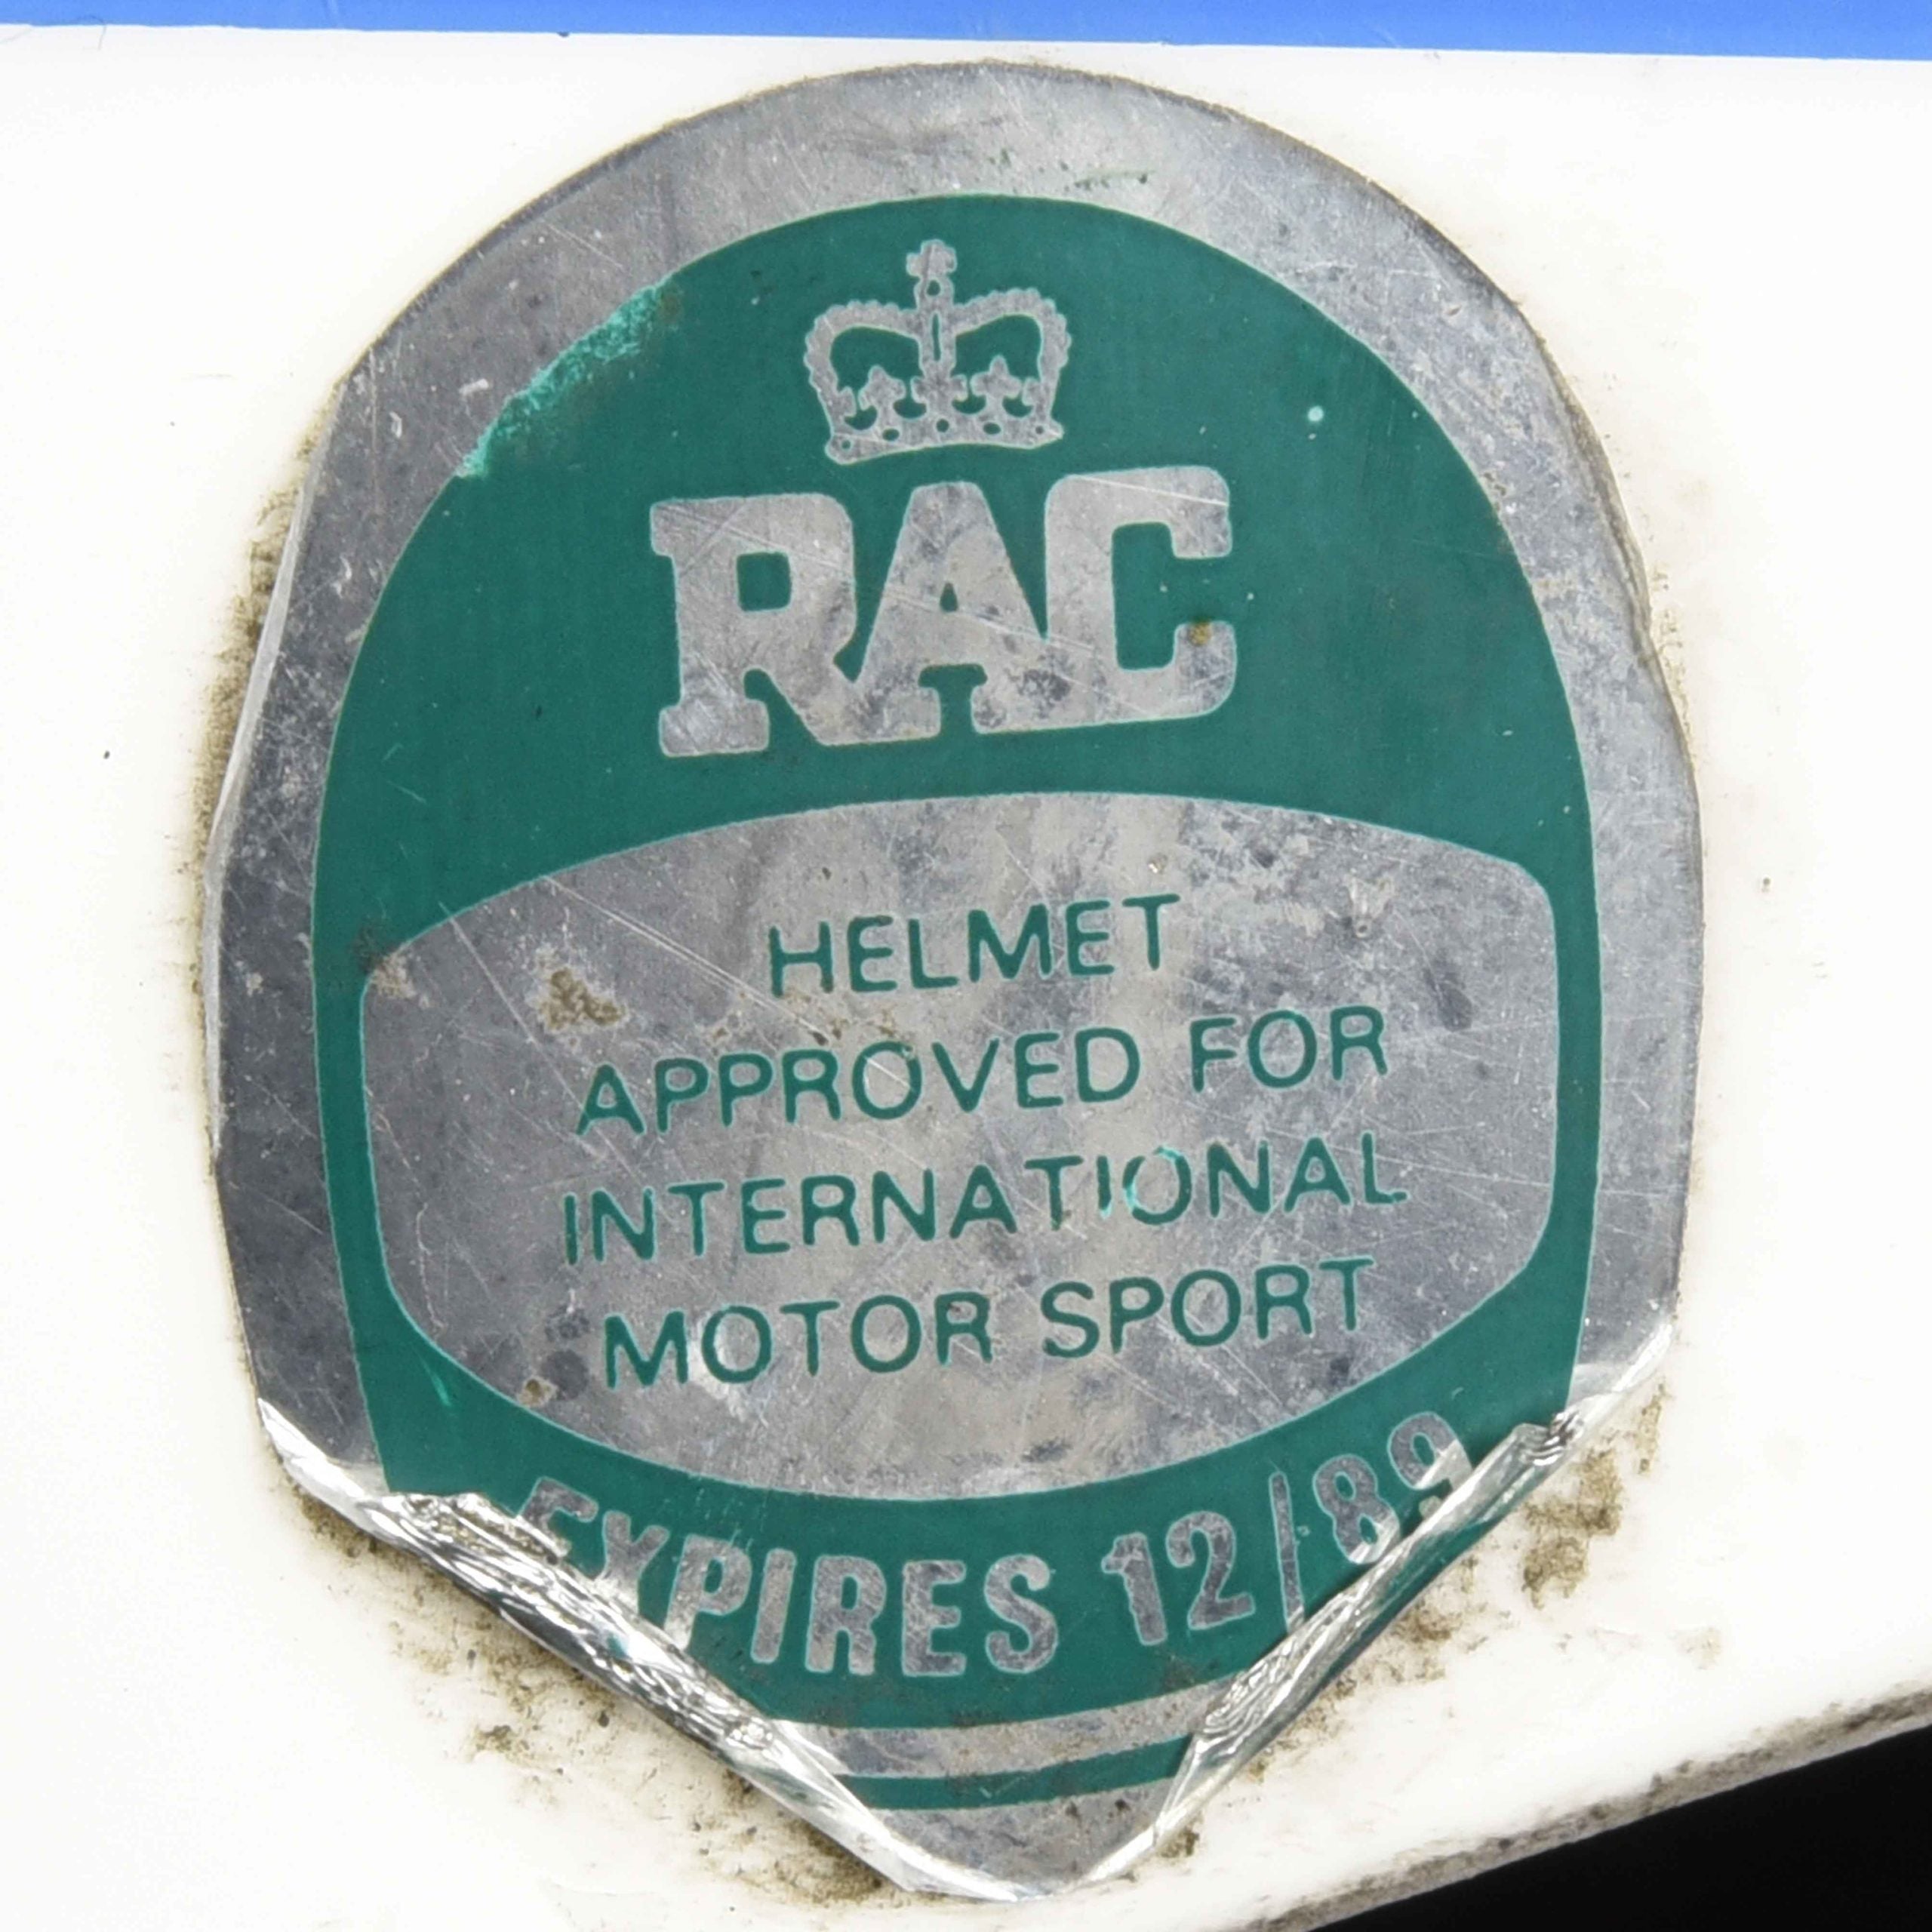 RAC
HELMET
APPROVED FOR
INTERNATIONAL
MOTOR SPORT
EXPIRES 12/89